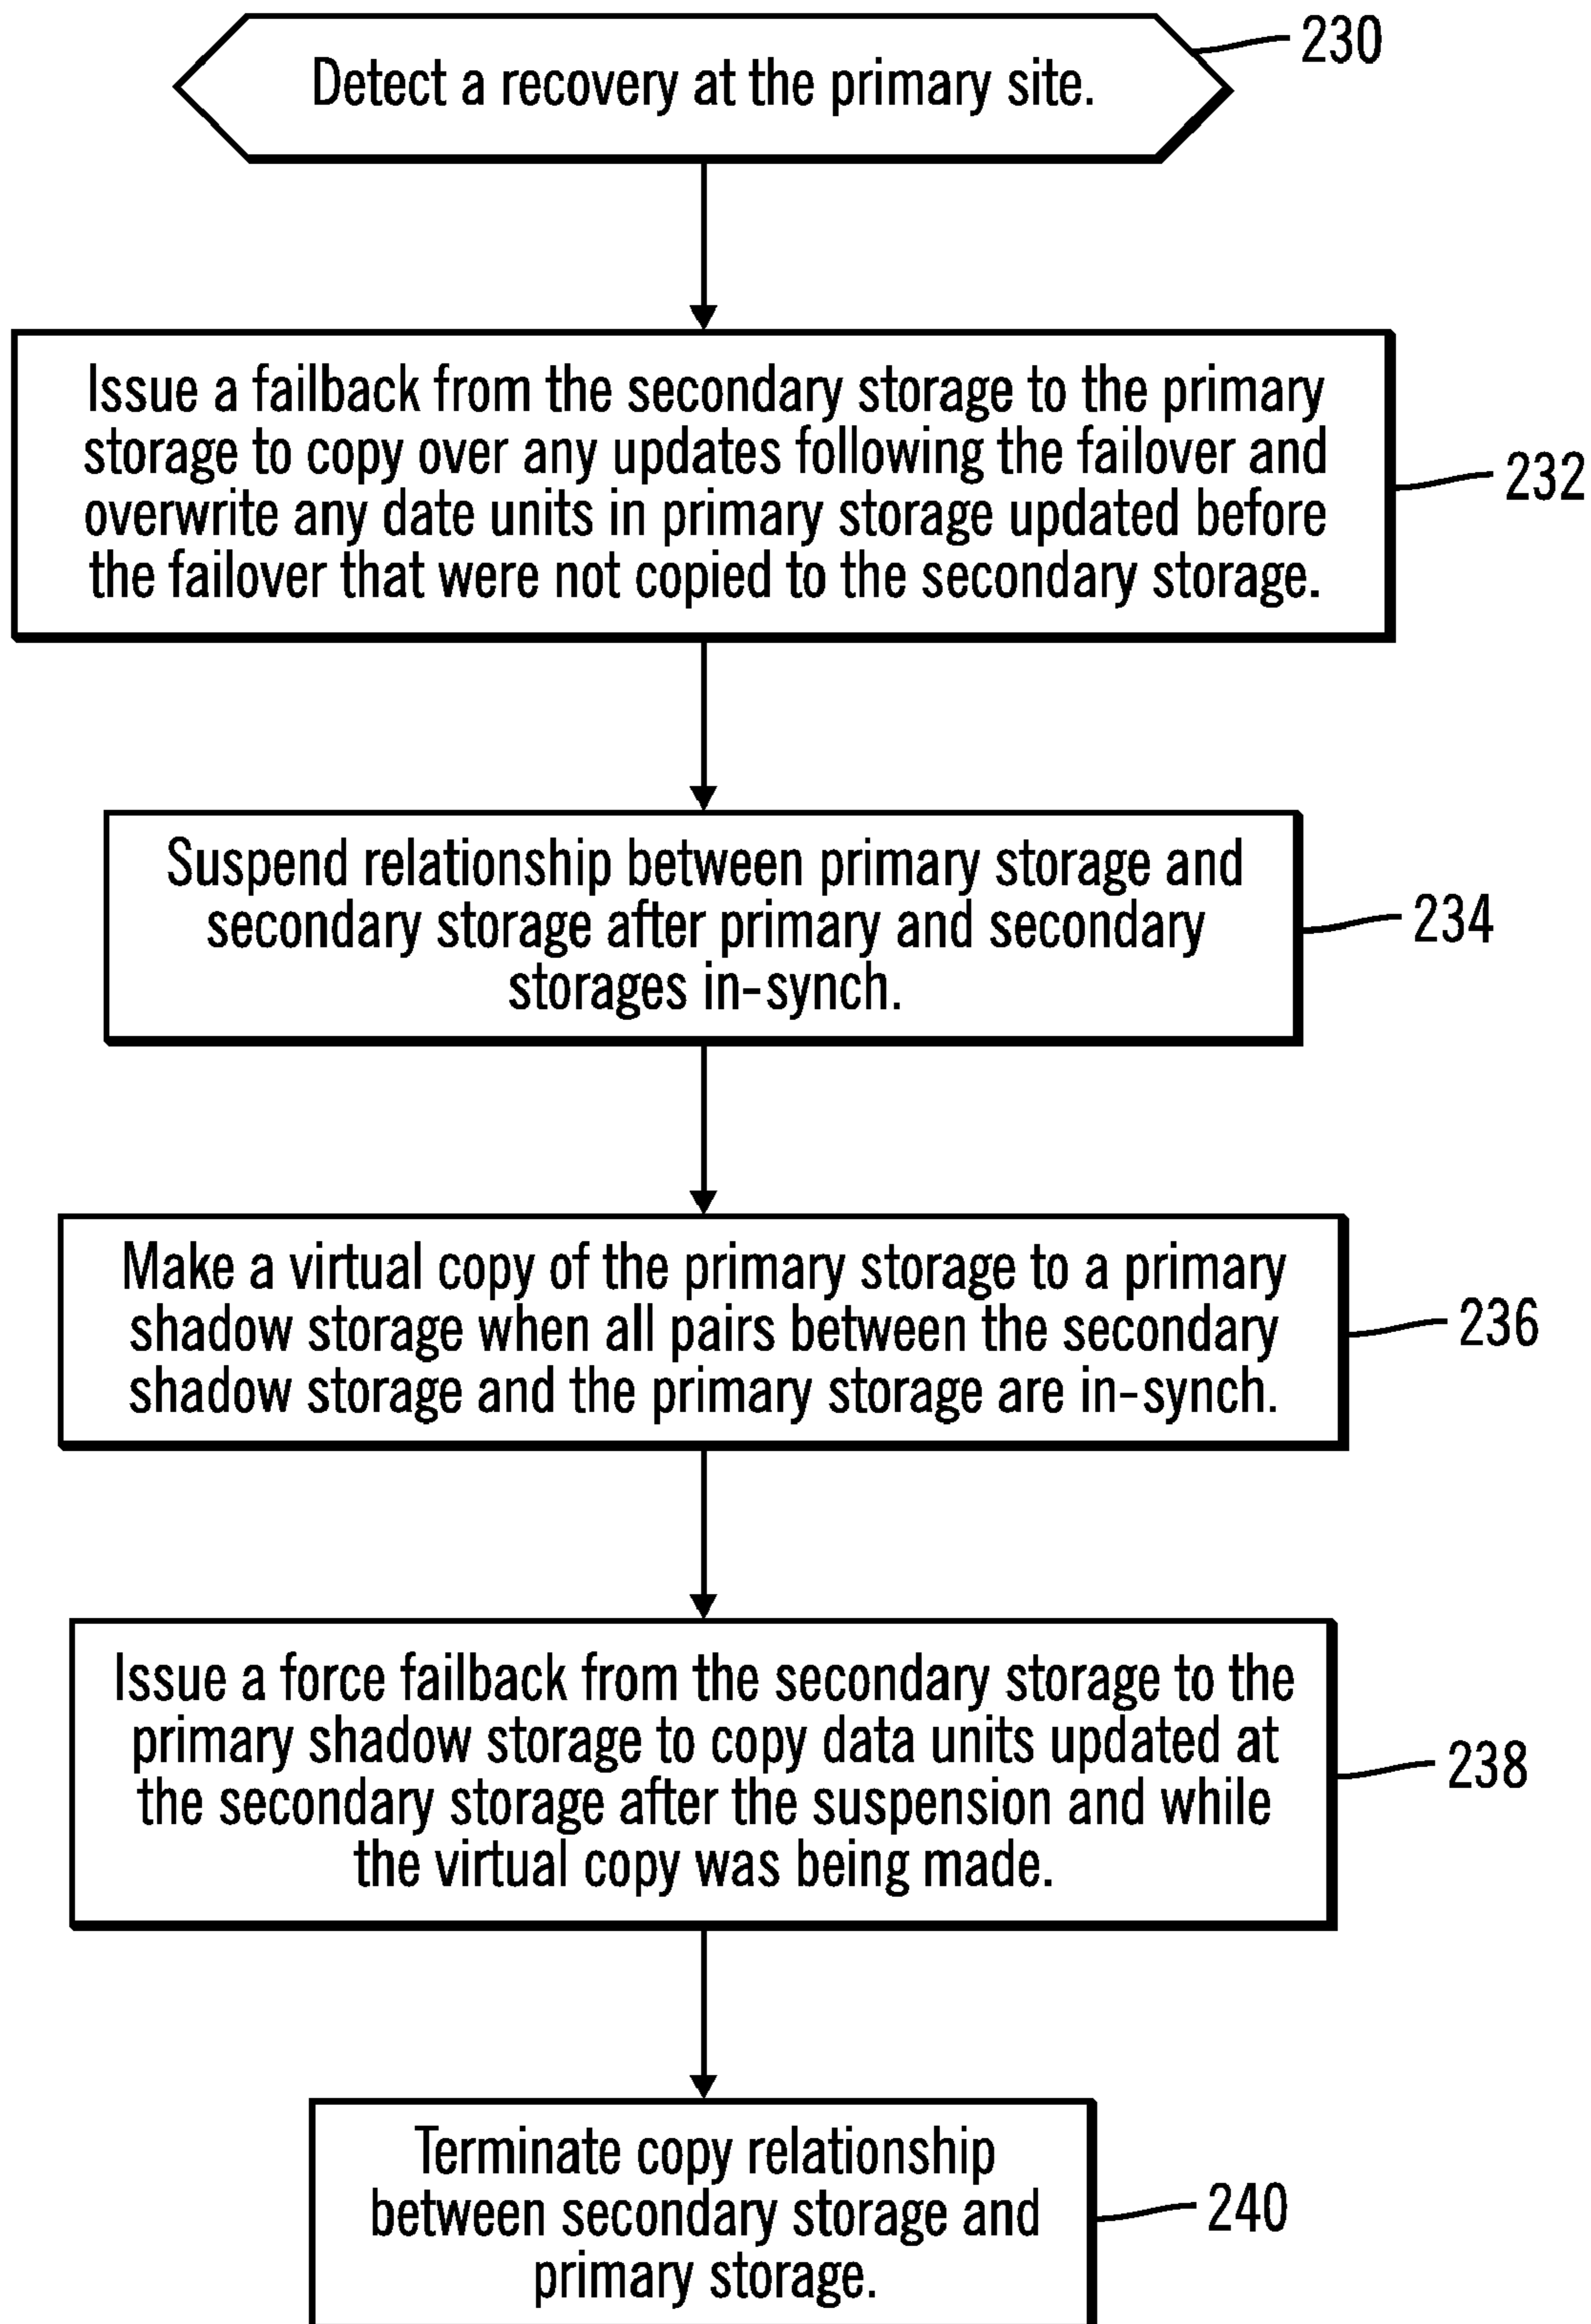 Detect a recovery at the primary site.
230
Issue a failback from the secondary storage to the primary
storage to copy over any updates following the failover and
overwrite any date units in primary storage updated before
the failover that were not copied to the secondary storage.
232
Suspend relationship between primary storage and
secondary storage after primary and secondary
storages in-synch.
234
Make a virtual copy of the primary storage to a primary
shadow storage when all pairs between the secondary
shadow storage and the primary storage are in-synch.
236
Issue a force failback from the secondary storage to the
primary shadow storage to copy data units updated at
the secondary storage after the suspension and while
the virtual copy was being made.
238
Terminate copy relationship
between secondary storage and
primary storage.
240